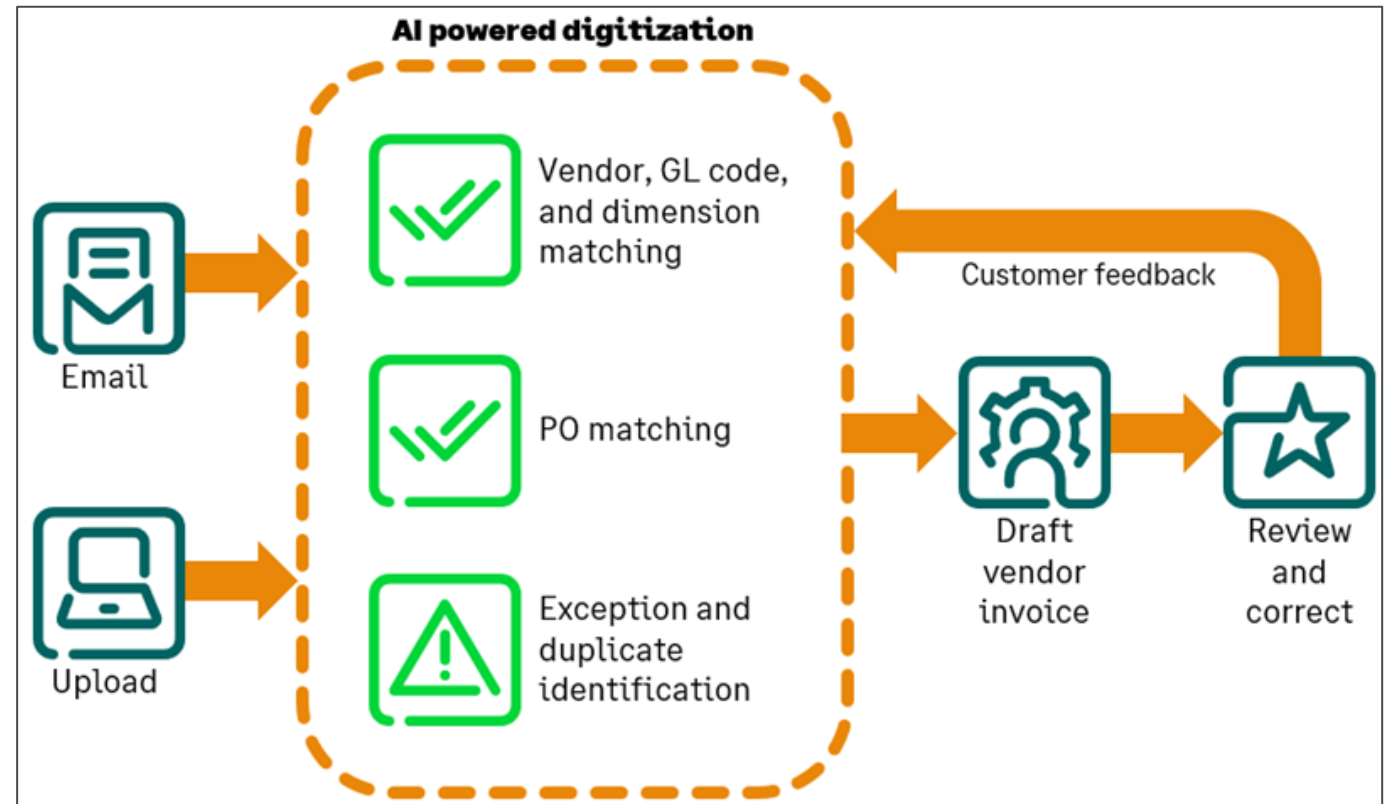 AI powered digitization
Email
Upload
Vendor, GL code,
and dimension
matching
PO matching
Exception and
duplicate
identification
Customer feedback
Draft
vendor
invoice
Review
and
correct